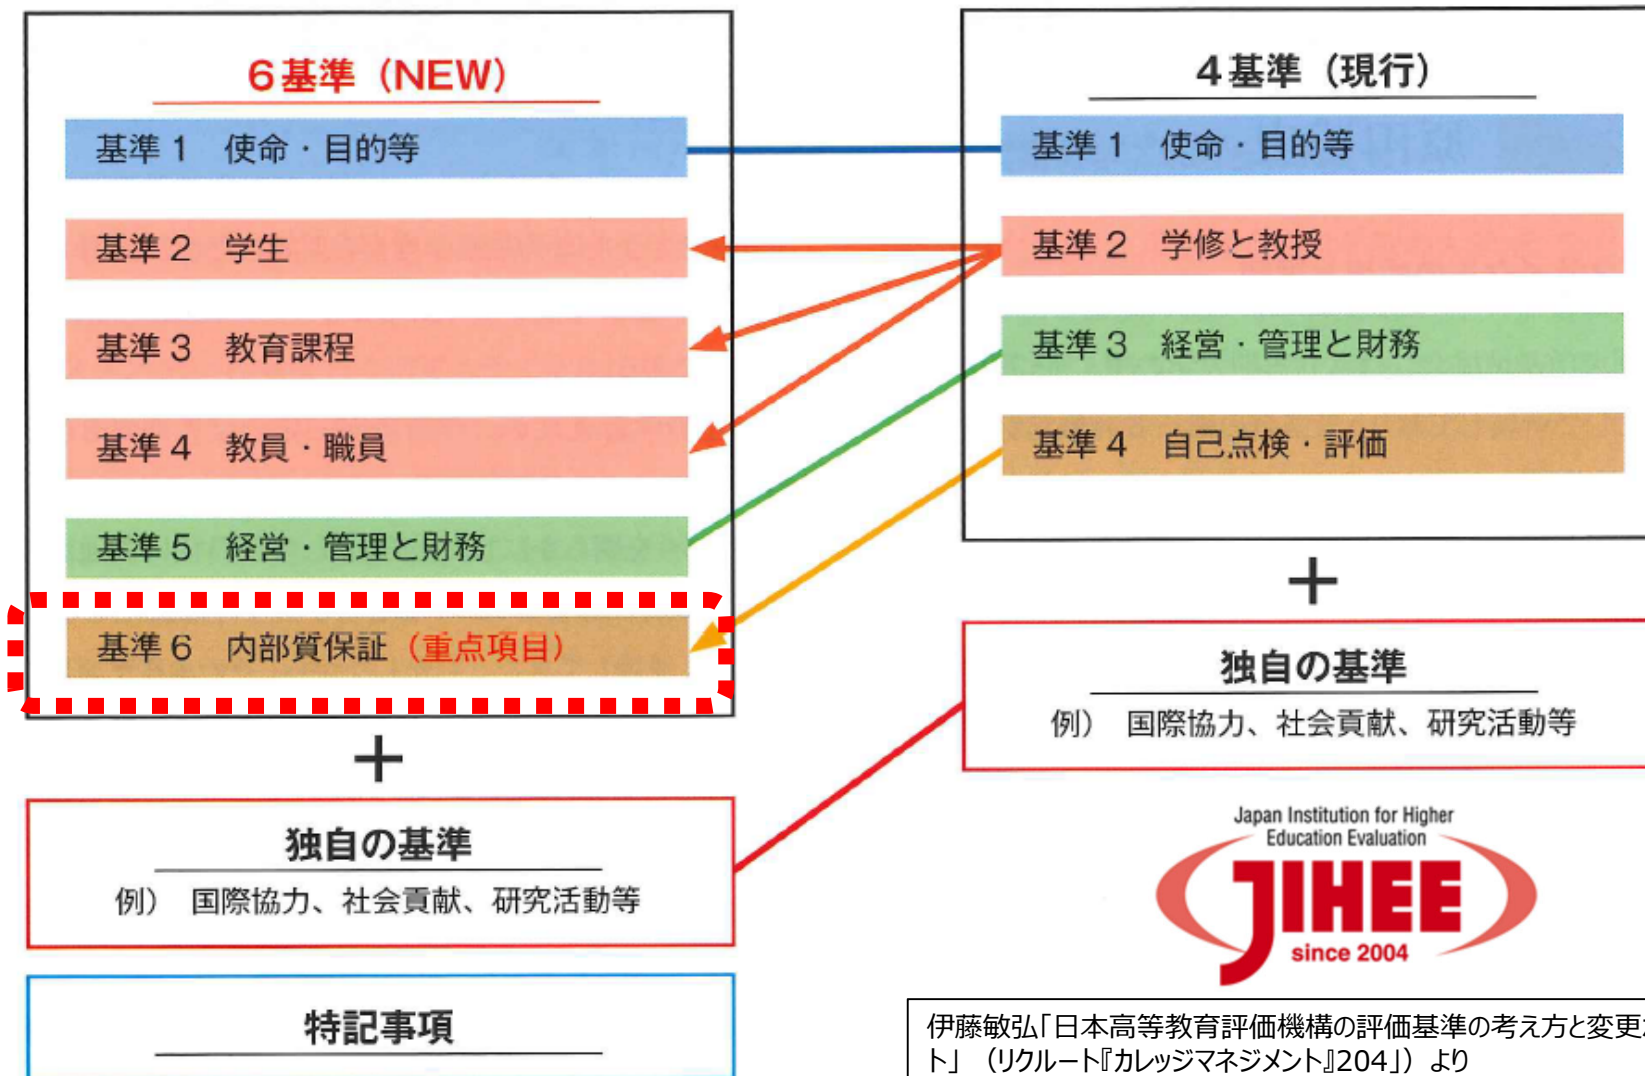 6基準（NEW）
基準1 使命・目的等
基準2 学生
基準3 教育課程
基準4 教員・職員
基準5 経営・管理と財務
基準6 内部質保証（重点項目）
＋
独自の基準
例） 国際協力、社会貢献、研究活動等
特記事項
4基準（現行）
基準1 使命・目的等
基準2 学修と教授
基準3 経営・管理と財務
基準4 自己点検・評価
＋
独自の基準
例） 国際協力、社会貢献、研究活動等
Japan Institution for Higher
Education Evaluation
JIHEE
since 2004
伊藤敏弘「日本高等教育評価機構の評価基準の考え方と変更
ト」（リクルート『カレッジマネジメント』204」）より